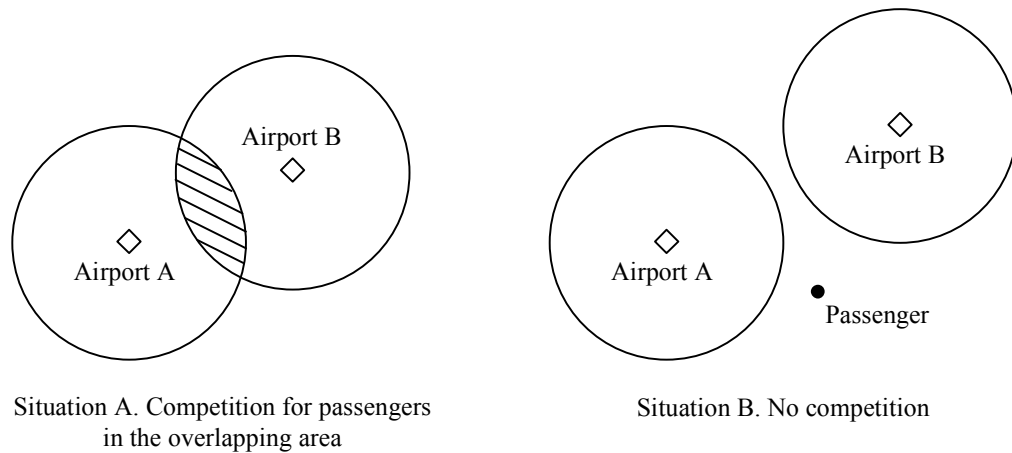 Airport B
Airport A
Situation A. Competition for passengers
in the overlapping area
Airport B
Airport A
Passenger
Situation B. No competition